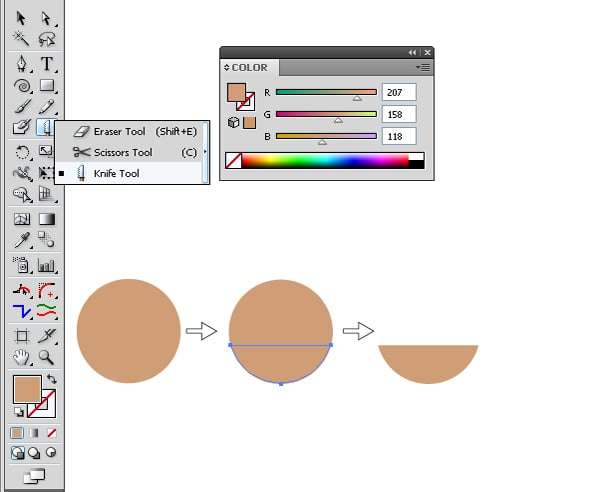 COLOR
R 207
G 158
B 118
Eraser Tool (Shift+E)
Scissors Tool (C)
Knife Tool
T